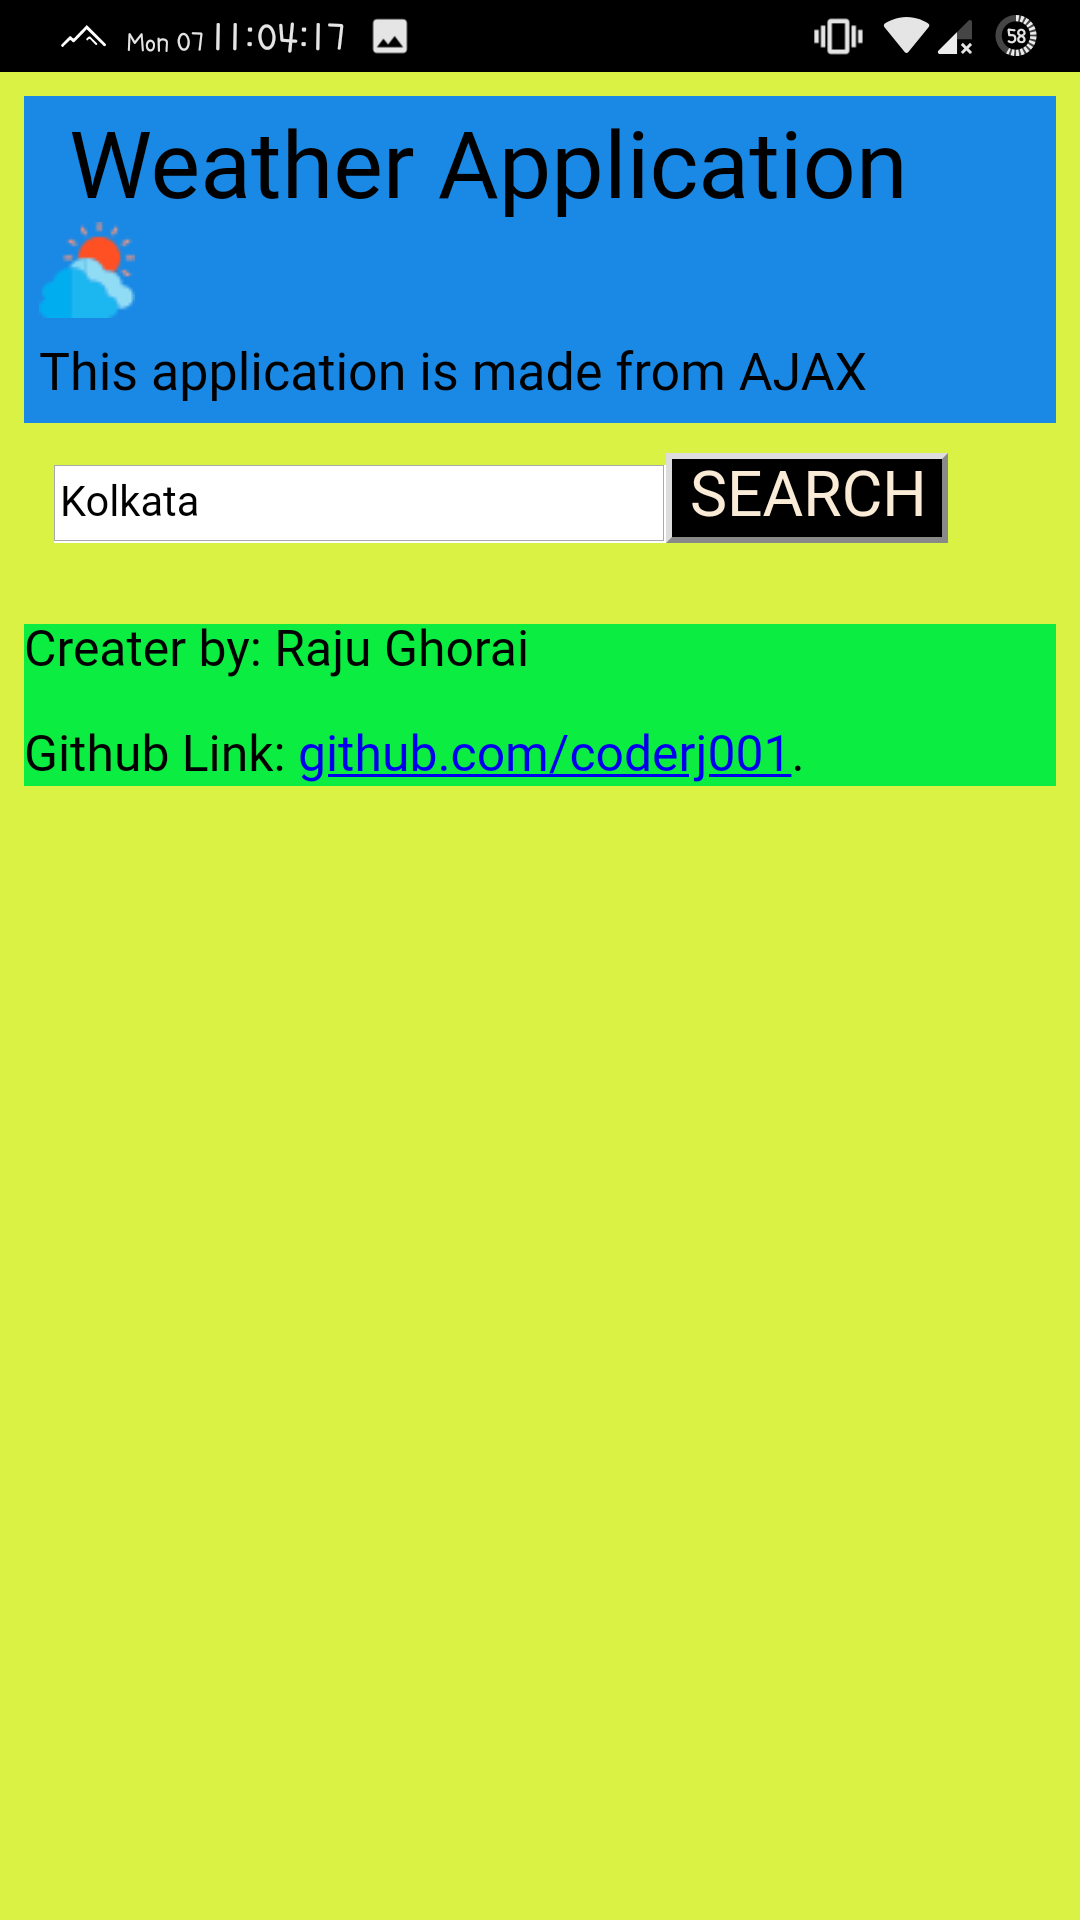 Mon 07 11:04:17 58
Weather Application
This application is made from AJAX
Kolkata SEARCH
Creater by: Raju Ghorai
Github Link: github.com/coderj001.